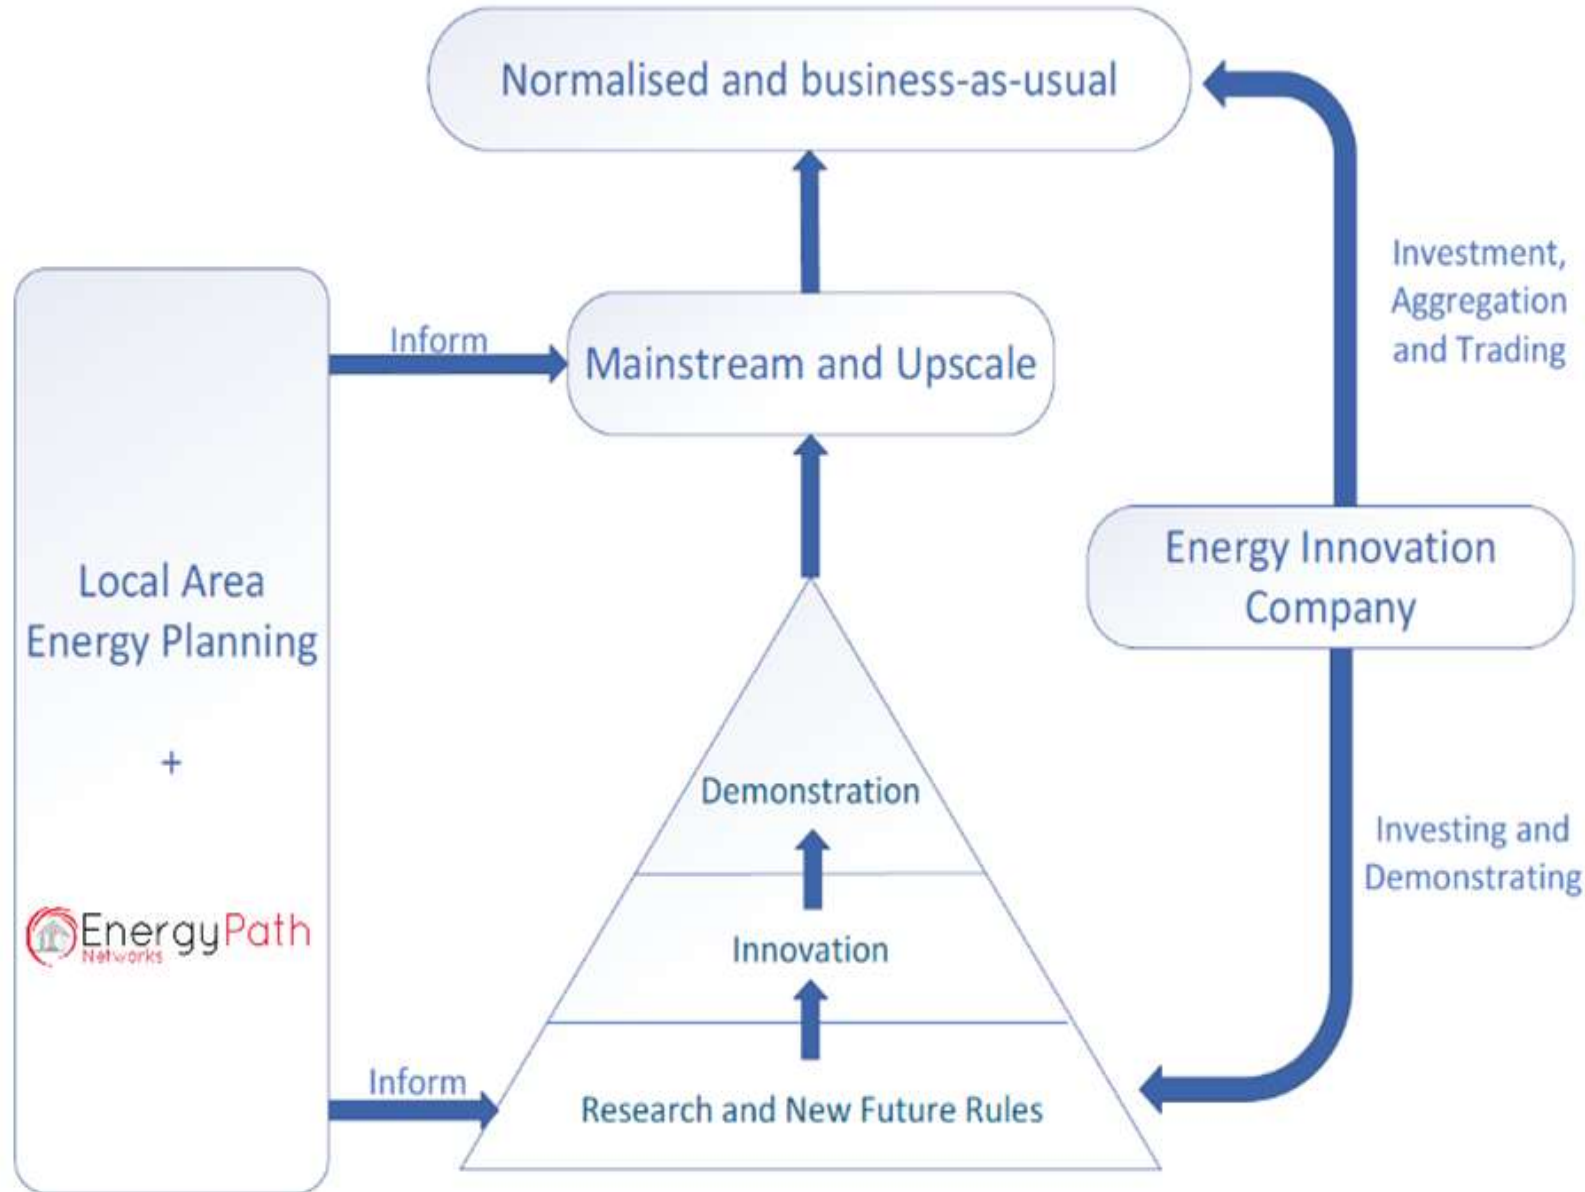 Normalised and business-as-usual
Investment,
Aggregation
and Trading
Inform
Mainstream and Upscale
Energy Innovation
Company
Local Area
Energy Planning
+
EnergyPath
Networks
Demonstration
Investing and
Demonstrating
Innovation
Inform
Research and New Future Rules